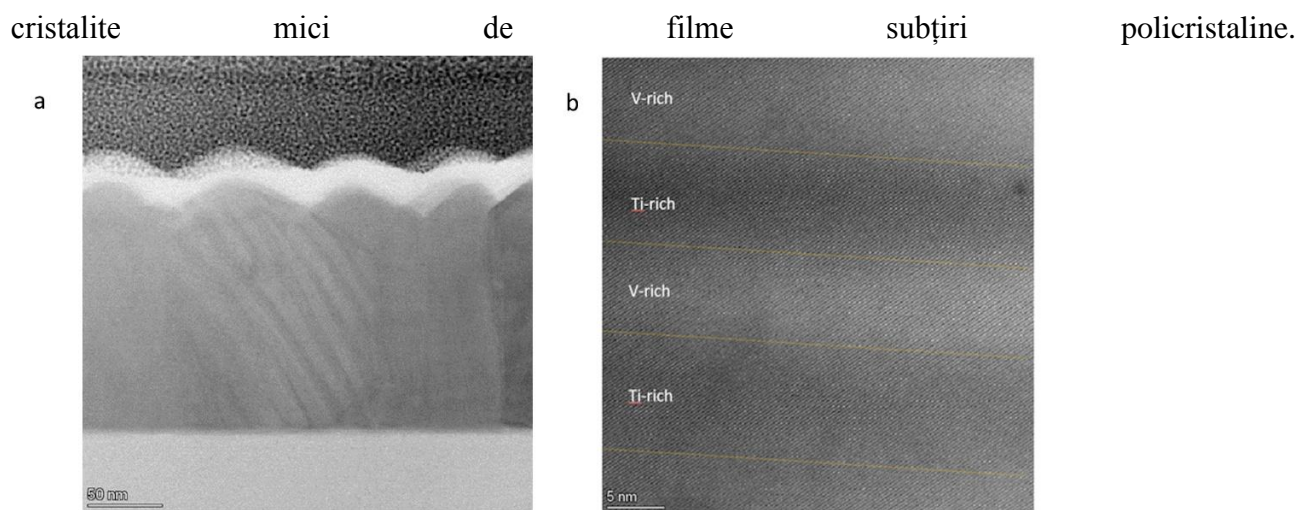 cristalite mici de filme subțiri policristaline.
a
b
V-rich
Ti-rich
V-rich
Ti-rich
50 nm
5 nm